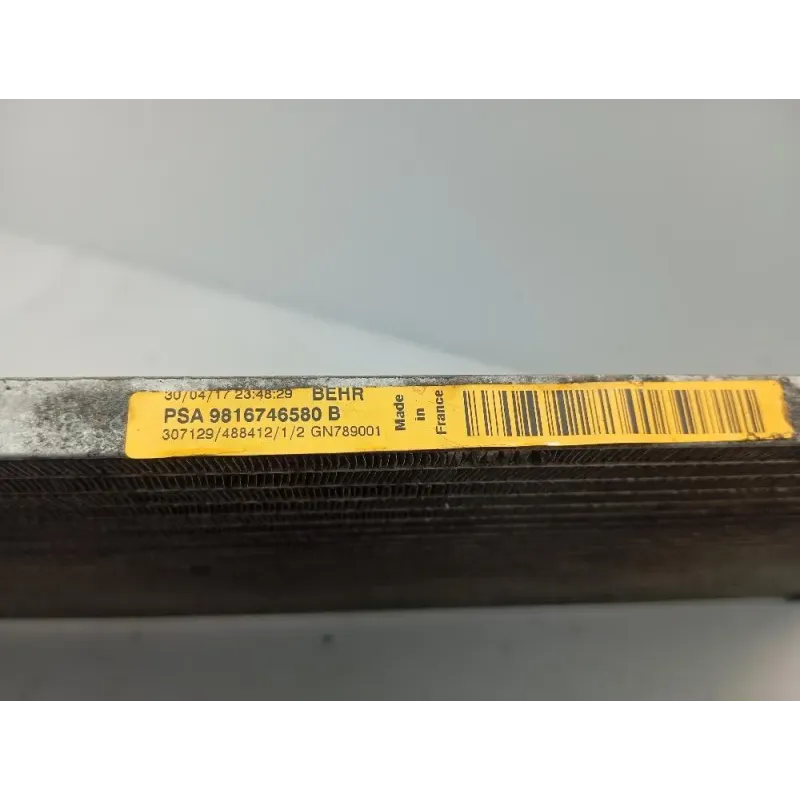 30/04/17 23:48:29 BEHR
PSA 9816746580 B
307129/488412/1/2 GN789001
Made
in
France